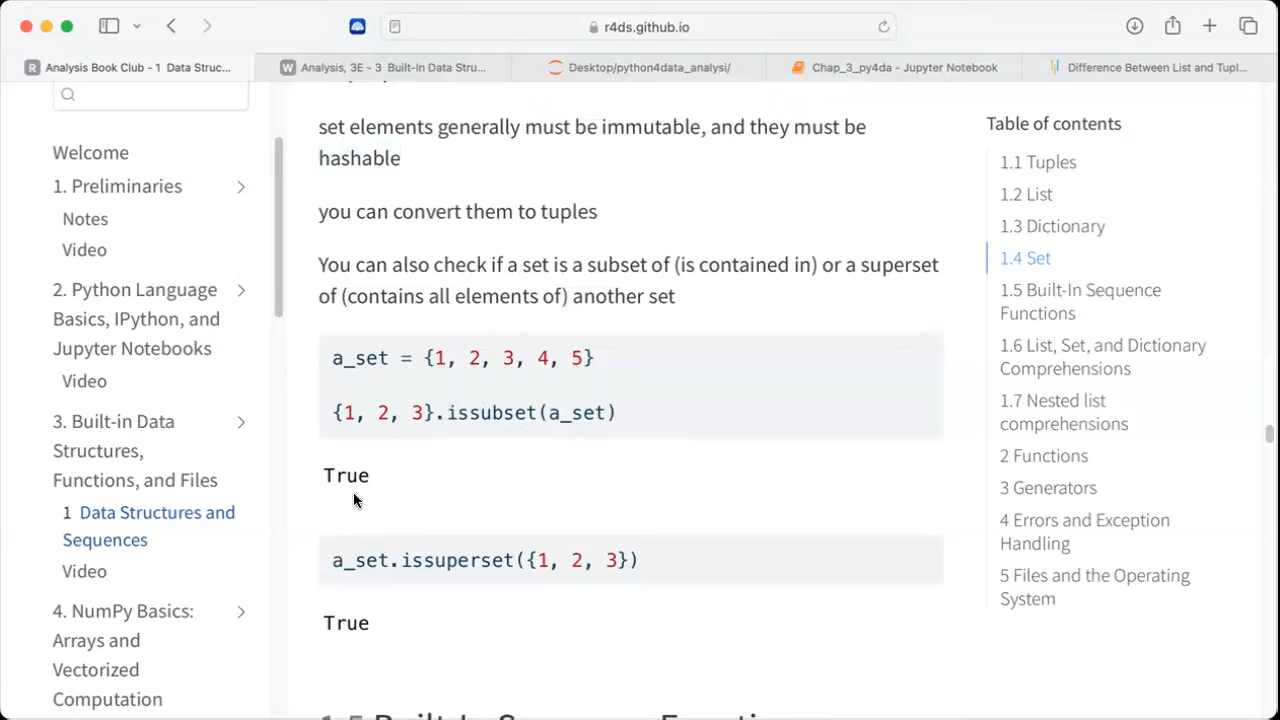 r4ds.github.io
R Analysis Book Club - 1 Data Struc...
W Analysis, 3E - 3 Built-In Data Stru...
Desktop/python4data_analysi/
Chap_3_py4da - Jupyter Notebook
Difference Between List and Tupl...
Welcome
1. Preliminaries
Notes
Video
2. Python Language
Basics, IPython, and
Jupyter Notebooks
Video
3. Built-in Data
Structures,
Functions, and Files
1 Data Structures and
Sequences
Video
4. NumPy Basics:
Arrays and
Vectorized
Computation
set elements generally must be immutable, and they must be
hashable
you can convert them to tuples
You can also check if a set is a subset of (is contained in) or a superset
of (contains all elements of) another set
a_set = {1, 2, 3, 4, 5}
{1, 2, 3}.issubset(a_set)
True
a_set.issuperset({1, 2, 3})
True
Table of contents
1.1 Tuples
1.2 List
1.3 Dictionary
1.4 Set
1.5 Built-In Sequence
Functions
1.6 List, Set, and Dictionary
Comprehensions
1.7 Nested list
comprehensions
2 Functions
3 Generators
4 Errors and Exception
Handling
5 Files and the Operating
System